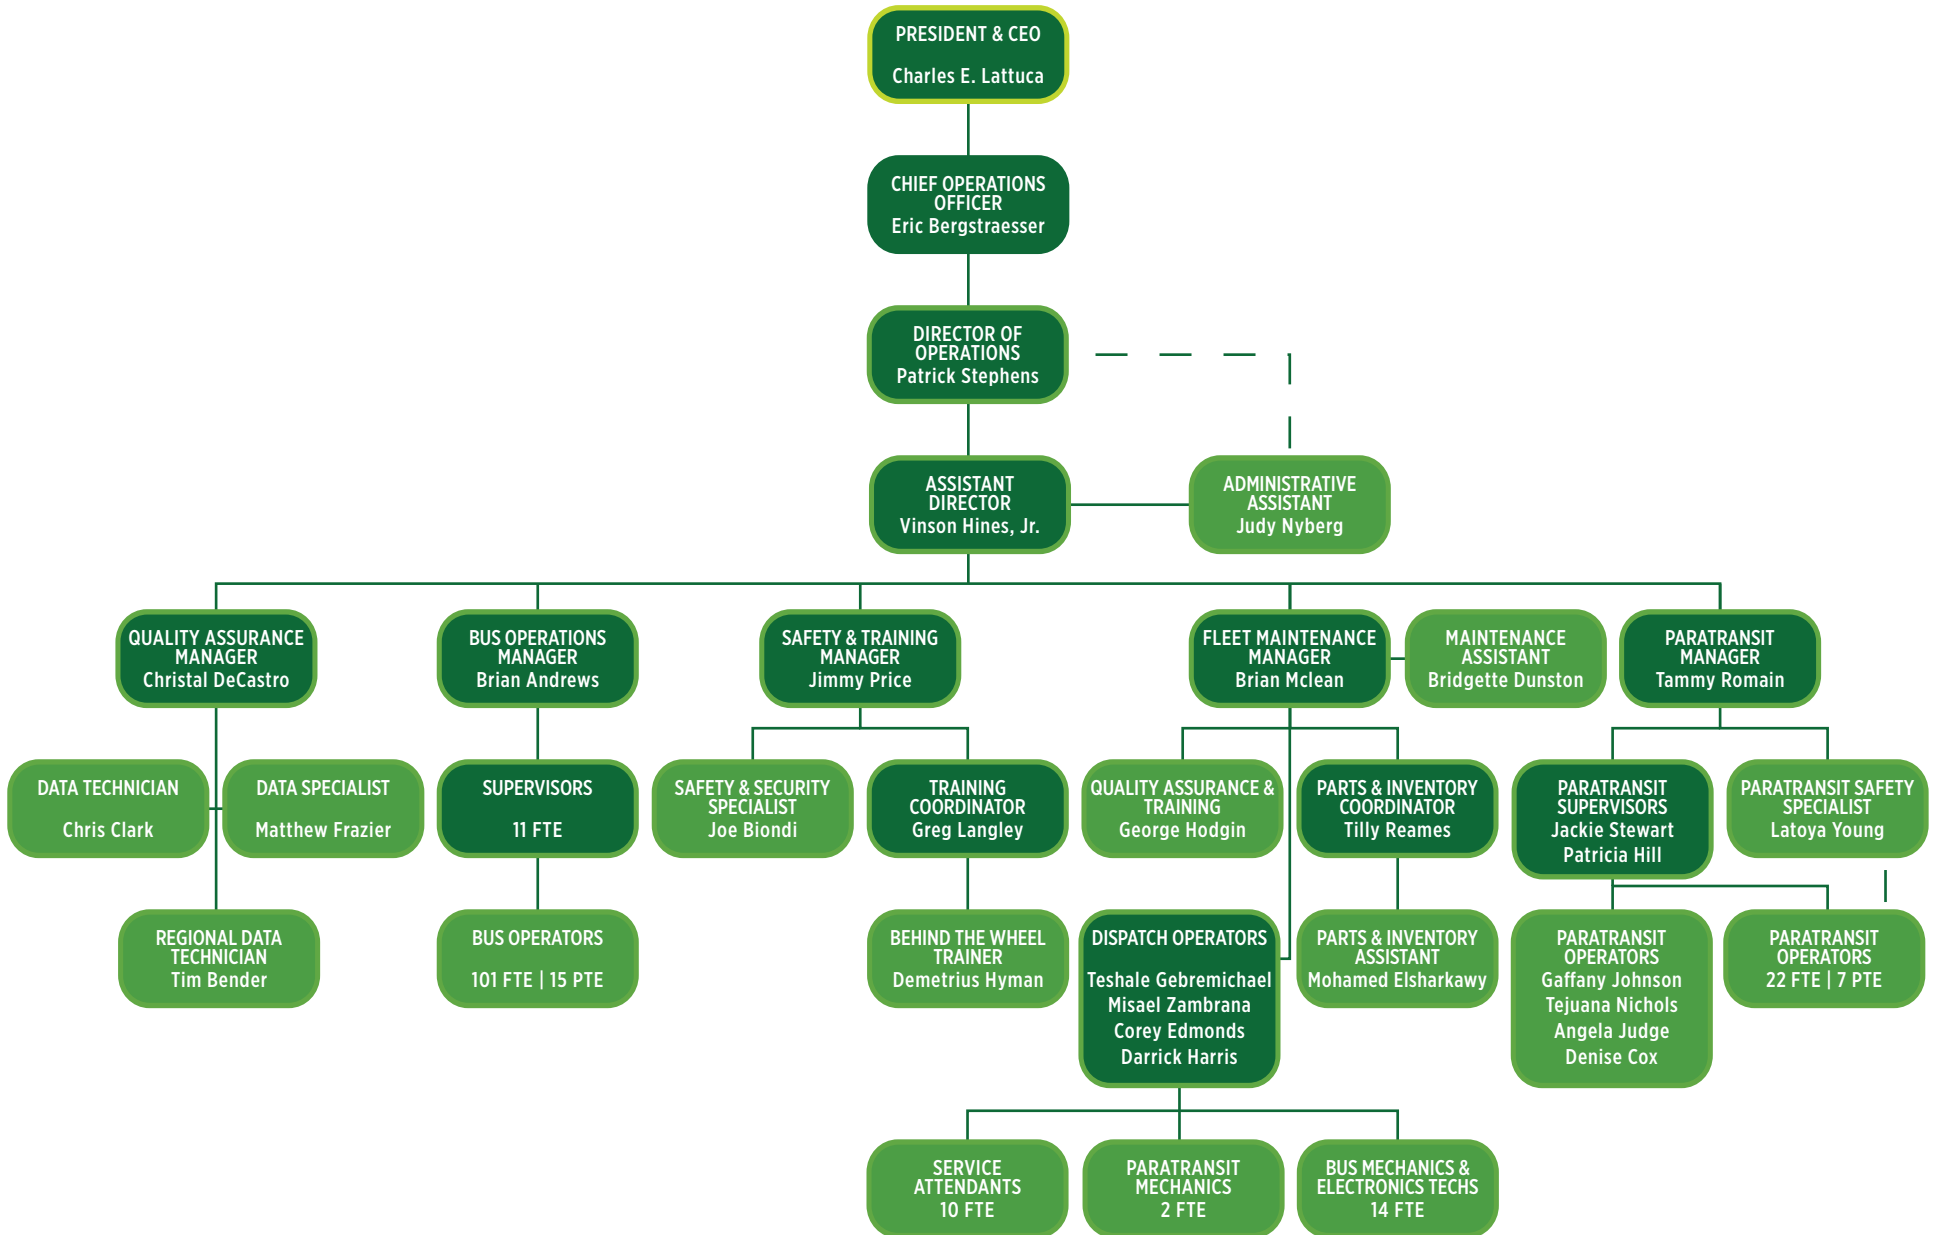 PRESIDENT & CEO
Charles E. Lattuca
CHIEF OPERATIONS
OFFICER
Eric Bergstraesser
DIRECTOR OF
OPERATIONS
Patrick Stephens
ASSISTANT
DIRECTOR
Vinson Hines, Jr.
ADMINISTRATIVE
ASSISTANT
Judy Nyberg
QUALITY ASSURANCE
MANAGER
Christal DeCastro
BUS OPERATIONS
MANAGER
Brian Andrews
SAFETY & TRAINING
MANAGER
Jimmy Price
FLEET MAINTENANCE
MANAGER
Brian Mclean
MAINTENANCE
ASSISTANT
Bridgette Dunston
PARATRANSIT
MANAGER
Tammy Romain
DATA TECHNICIAN
Chris Clark
DATA SPECIALIST
Matthew Frazier
SUPERVISORS
11 FTE
SAFETY & SECURITY
SPECIALIST
Joe Biondi
TRAINING
COORDINATOR
Greg Langley
QUALITY ASSURANCE &
TRAINING
George Hodgin
PARTS & INVENTORY
COORDINATOR
Tilly Reames
PARATRANSIT
SUPERVISORS
Jackie Stewart
Patricia Hill
PARATRANSIT SAFETY
SPECIALIST
Latoya Young
REGIONAL DATA
TECHNICIAN
Tim Bender
BUS OPERATORS
101 FTE | 15 PTE
BEHIND THE WHEEL
TRAINER
Demetrius Hyman
DISPATCH OPERATORS
Teshale Gebremichael
Misael Zambrana
Corey Edmonds
Darrick Harris
PARTS & INVENTORY
ASSISTANT
Mohamed Elsharkawy
PARATRANSIT
OPERATORS
Gaffany Johnson
Tejuana Nichols
Angela Judge
Denise Cox
PARATRANSIT
OPERATORS
22 FTE | 7 PTE
SERVICE
ATTENDANTS
10 FTE
PARATRANSIT
MECHANICS
2 FTE
BUS MECHANICS &
ELECTRONICS TECHS
14 FTE